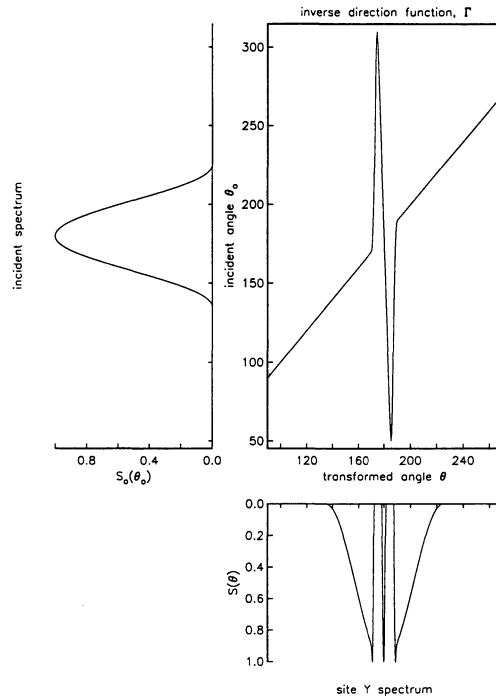 inverse direction function, Γ
300
250
200
150
100
50
incident angle θₒ
incident spectrum
0.8
0.4
0.0
Sₒ(θₒ)
120
160
200
240
transformed angle θ
0.0
0.2
0.4
0.6
0.8
1.0
S(θ)
site Y spectrum